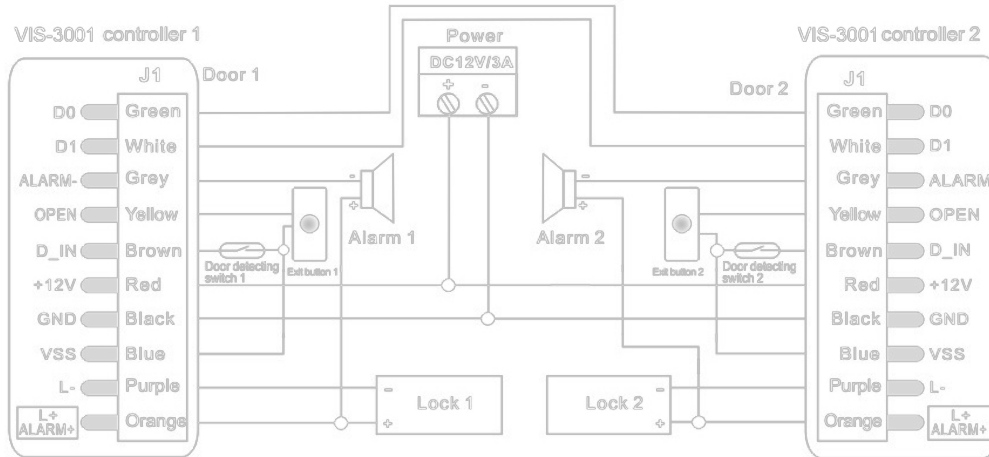 VIS-3001 controller 1
Power
VIS-3001 controller 2
J1
Door 1
DC12V/3A
Door 2
J1
+
-
D0
Green
Green
D0
D1
White
White
D1
ALARM-
Grey
-
-
Grey
ALARM
OPEN
Yellow
+
+
Yellow
OPEN
Alarm 1
Alarm 2
D_IN
Brown
Brown
D_IN
Door detecting
switch 1
Exit button 1
Exit button 2
Door detecting
switch 2
+12V
Red
Red
+12V
GND
Black
Black
GND
VSS
Blue
Blue
VSS
L-
Purple
-
Lock 1
Lock 2
-
Purple
L-
L+
ALARM+
Orange
+
+
Orange
L+
ALARM+